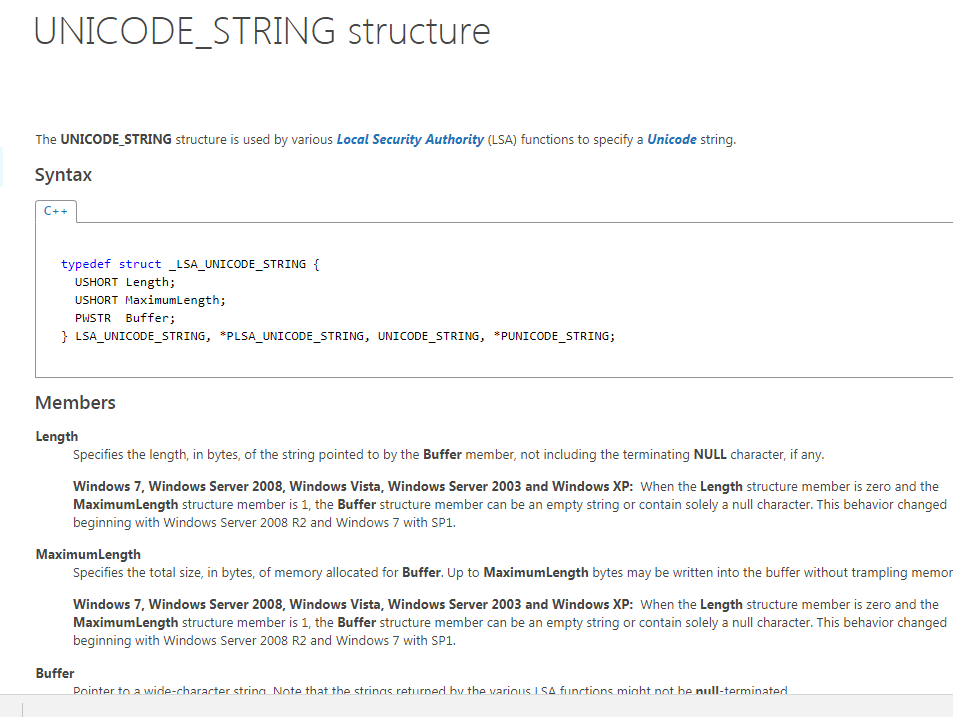 UNICODE_STRING structure
The UNICODE_STRING structure is used by various Local Security Authority (LSA) functions to specify a Unicode string.
Syntax
C++
typedef struct _LSA_UNICODE_STRING {
USHORT Length;
USHORT MaximumLength;
PWSTR  Buffer;
} LSA_UNICODE_STRING, *PLSA_UNICODE_STRING, UNICODE_STRING, *PUNICODE_STRING;
Members
Length
Specifies the length, in bytes, of the string pointed to by the Buffer member, not including the terminating NULL character, if any.
Windows 7, Windows Server 2008, Windows Vista, Windows Server 2003 and Windows XP:  When the Length structure member is zero and the
MaximumLength structure member is 1, the Buffer structure member can be an empty string or contain solely a null character. This behavior changed
beginning with Windows Server 2008 R2 and Windows 7 with SP1.
MaximumLength
Specifies the total size, in bytes, of memory allocated for Buffer. Up to MaximumLength bytes may be written into the buffer without trampling memor
Windows 7, Windows Server 2008, Windows Vista, Windows Server 2003 and Windows XP:  When the Length structure member is zero and the
MaximumLength structure member is 1, the Buffer structure member can be an empty string or contain solely a null character. This behavior changed
beginning with Windows Server 2008 R2 and Windows 7 with SP1.
Buffer
Pointer to a wide-character string. Note that the strings returned by the various LSA functions might not be null-terminated.